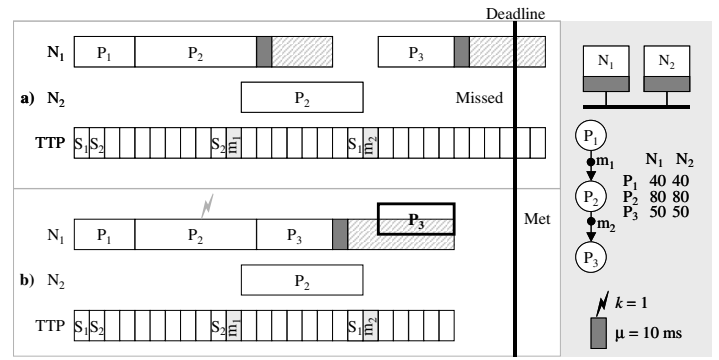 Deadline
N1 P1 P2 P3
a) N2 P2 Missed
TTP S1 S2 S2 m1 S1 m2
P3
N1 P1 P2 P3 Met
b) N2 P2
TTP S1 S2 S2 m1 S1 m2
N1 N2
P1
m1
N1 N2
P1 40 40
P2 P2 80 80
P3 50 50
m2
P3
k = 1
μ = 10 ms